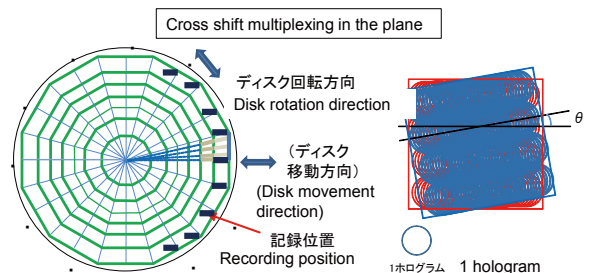 Cross shift multiplexing in the plane
ディスク回転方向
Disk rotation direction
θ
（ディスク
移動方向）
(Disk movement
direction)
記録位置
Recording position
1ホログラム 1 hologram